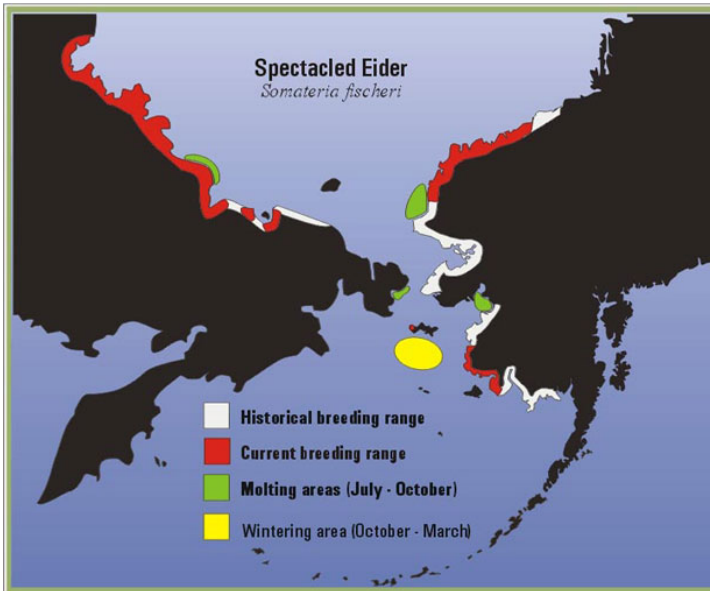 Spectacled Eider
Somateria fischeri
Historical breeding range
Current breeding range
Molting areas (July - October)
Wintering area (October - March)